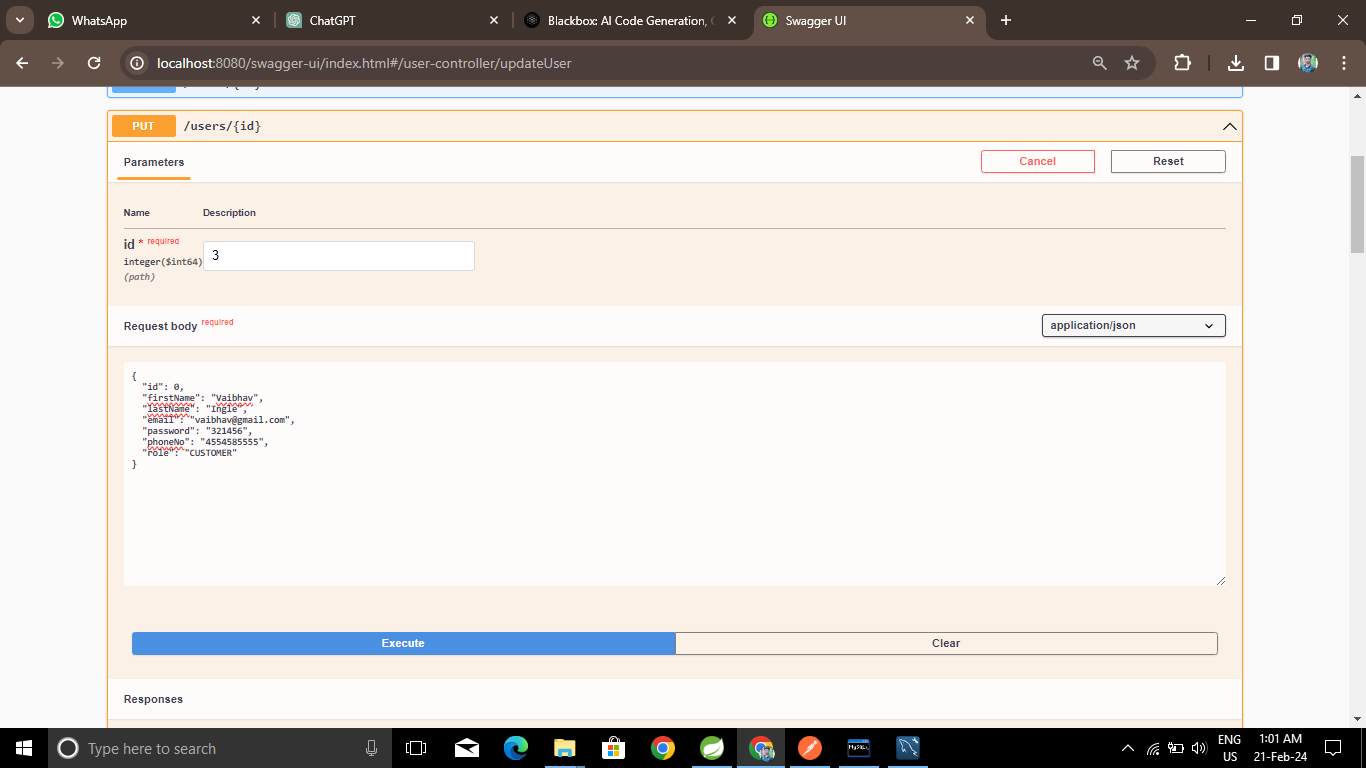 WhatsApp
ChatGPT
Blackbox: AI Code Generation,
Swagger UI
localhost:8080/swagger-ui/index.html#/user-controller/updateUser
PUT
/users/{id}
Parameters
Cancel
Reset
Name
Description
id * required
integer($int64)
(path)
3
Request body required
application/json
{
"id": 0,
"firstName": "Vaibhav",
"lastName": "Ingle",
"email": "vaibhav@gmail.com",
"password": "321456",
"phoneNo": "4554585555",
"role": "CUSTOMER"
}
Execute
Clear
Responses
Type here to search
MySQL
ENG
US
1:01 AM
21-Feb-24